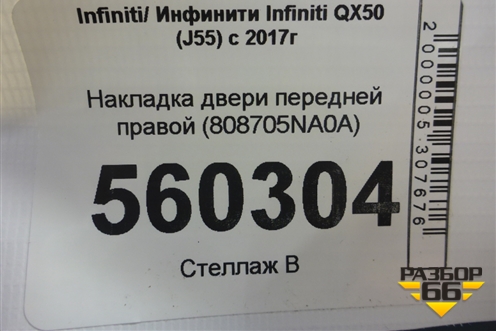 Infiniti/ Инфинити Infiniti QX50
(J55) с 2017г
Накладка двери передней
правой (808705NA0A)
560304
Стеллаж В
2000005307676
РАЗБОР
66